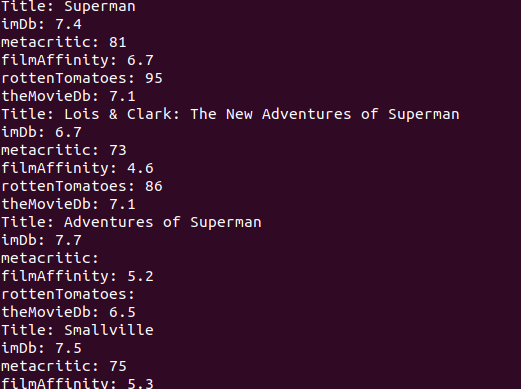 Title: Superman
imDb: 7.4
metacritic: 81
filmAffinity: 6.7
rottenTomatoes: 95
theMovieDb: 7.1
Title: Lois & Clark: The New Adventures of Superman
imDb: 6.7
metacritic: 73
filmAffinity: 4.6
rottenTomatoes: 86
theMovieDb: 7.1
Title: Adventures of Superman
imDb: 7.7
metacritic:
filmAffinity: 5.2
rottenTomatoes:
theMovieDb: 6.5
Title: Smallville
imDb: 7.5
metacritic: 75
filmAffinity: 5.3